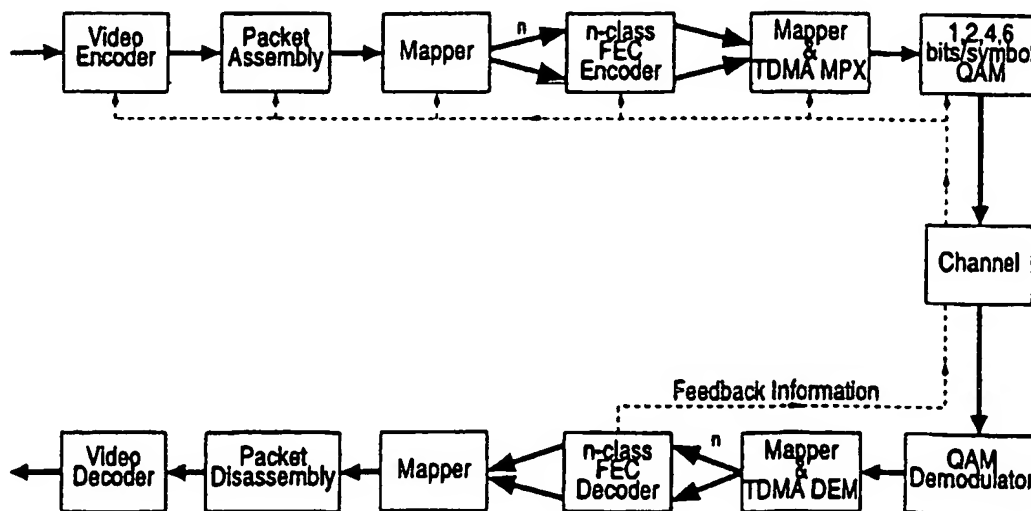 Video
Encoder
Packet
Assembly
Mapper
n
n-class
FEC
Encoder
Mapper
&
TDMA MPX
1,2,4,6
bits/symbol
QAM
Channel
Feedback Information
Video
Decoder
Packet
Disassembly
Mapper
n-class
FEC
Decoder
n
Mapper
&
TDMA DEM
QAM
Demodulator